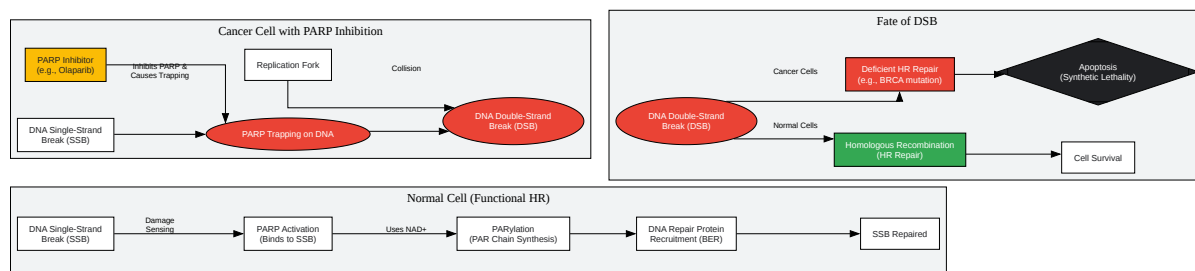 Cancer Cell with PARP Inhibition
PARP Inhibitor
(e.g., Olaparib)
Inhibits PARP &
Causes Trapping
Replication Fork
Collision
DNA Single-Strand
Break (SSB)
PARP Trapping on DNA
DNA Double-Strand
Break (DSB)
Fate of DSB
Cancer Cells
Deficient HR Repair
(e.g., BRCA mutation)
Apoptosis
(Synthetic Lethality)
DNA Double-Strand
Break (DSB)
Normal Cells
Homologous Recombination
(HR Repair)
Cell Survival
Normal Cell (Functional HR)
DNA Single-Strand
Break (SSB)
Damage
Sensing
PARP Activation
(Binds to SSB)
Uses NAD+
PARylation
(PAR Chain Synthesis)
DNA Repair Protein
Recruitment (BER)
SSB Repaired